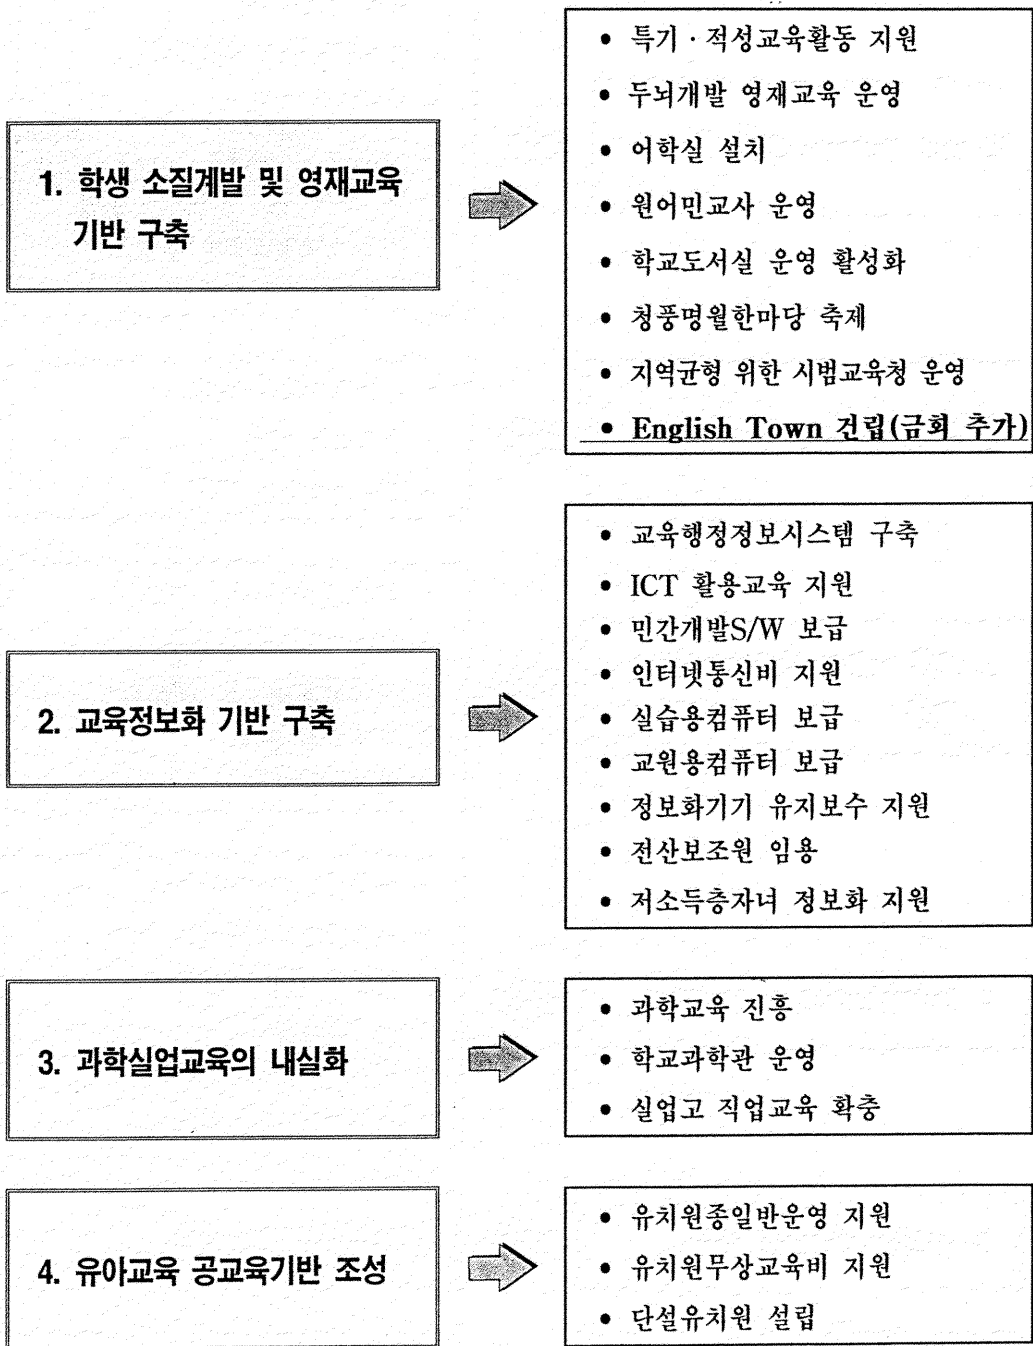 1. 학생 소질계발 및 영재교육
기반 구축
• 특기 · 적성교육활동 지원
• 두뇌개발 영재교육 운영
• 어학실 설치
• 원어민교사 운영
• 학교도서실 운영 활성화
• 청풍명월한마당 축제
• 지역균형 위한 시범교육청 운영
• English Town 건립(금회 추가)
2. 교육정보화 기반 구축
• 교육행정정보시스템 구축
• ICT 활용교육 지원
• 민간개발S/W 보급
• 인터넷통신비 지원
• 실습용컴퓨터 보급
• 교원용컴퓨터 보급
• 정보화기기 유지보수 지원
• 전산보조원 임용
• 저소득층자녀 정보화 지원
3. 과학실업교육의 내실화
• 과학교육 진흥
• 학교과학관 운영
• 실업고 직업교육 확충
4. 유아교육 공교육기반 조성
• 유치원종일반운영 지원
• 유치원무상교육비 지원
• 단설유치원 설립